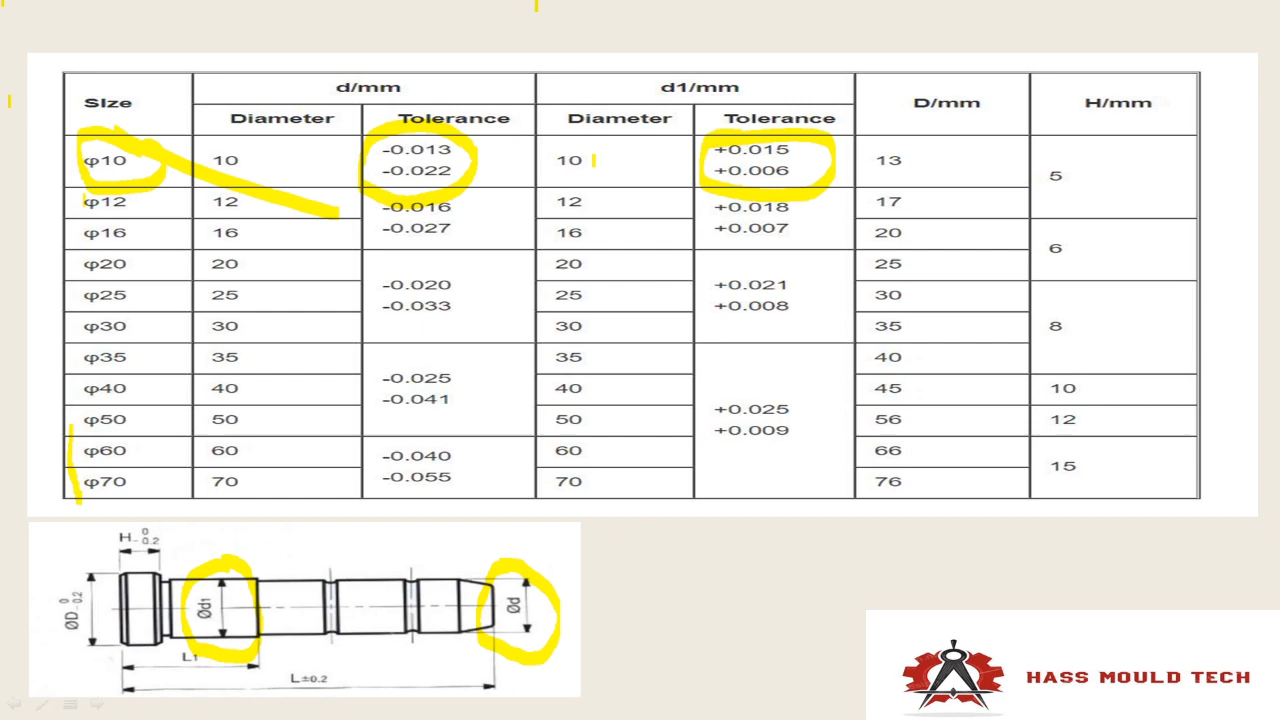 SIze d/mm d1/mm D/mm H/mm
Diameter Tolerance Diameter Tolerance
φ10 10 -0.013 -0.022 10 +0.015 +0.006 13 5
φ12 12 -0.016 -0.027 12 +0.018 +0.007 17
φ16 16 16 20 6
φ20 20 -0.020 -0.033 20 +0.021 +0.008 25
φ25 25 25 30 8
φ30 30 30 35
φ35 35 -0.025 -0.041 35 +0.025 +0.009 40
φ40 40 40 45 10
φ50 50 50 56 12
φ60 60 -0.040 -0.055 60 66 15
φ70 70 70 76
H-0 0.2
ØD 0 -0.2
Ød1
Ød
L1
L±0.2
HASS MOULD TECH